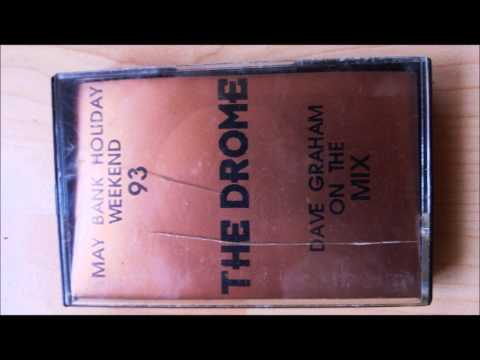 MAY BANK HOLIDAY
WEEKEND
93
THE DROME
DAVE GRAHAM
ON THE
MIX